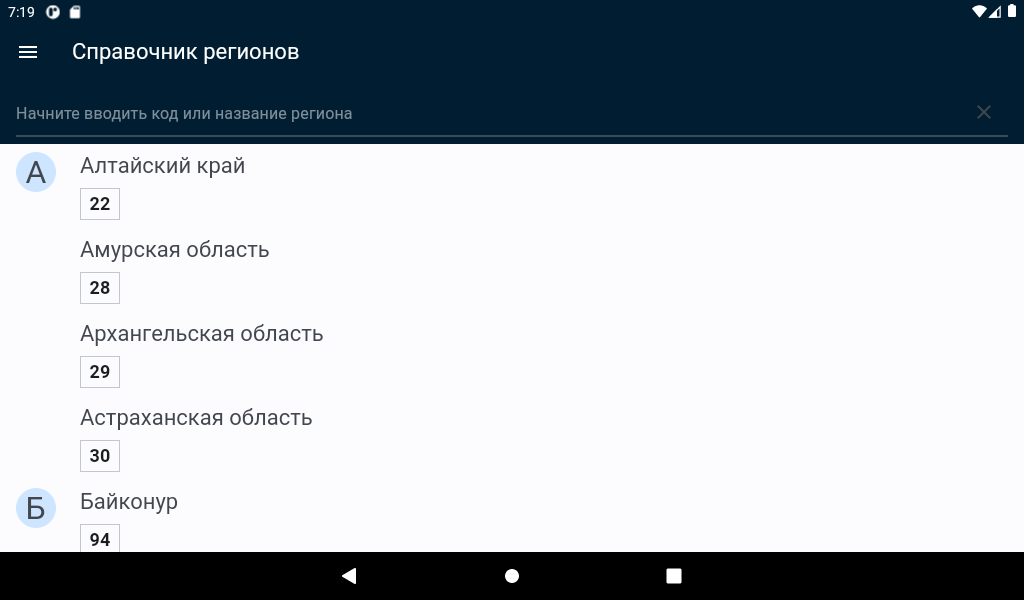 7:19
Справочник регионов
Начните вводить код или название региона
А
Алтайский край
22
Амурская область
28
Архангельская область
29
Астраханская область
30
Б
Байконур
94